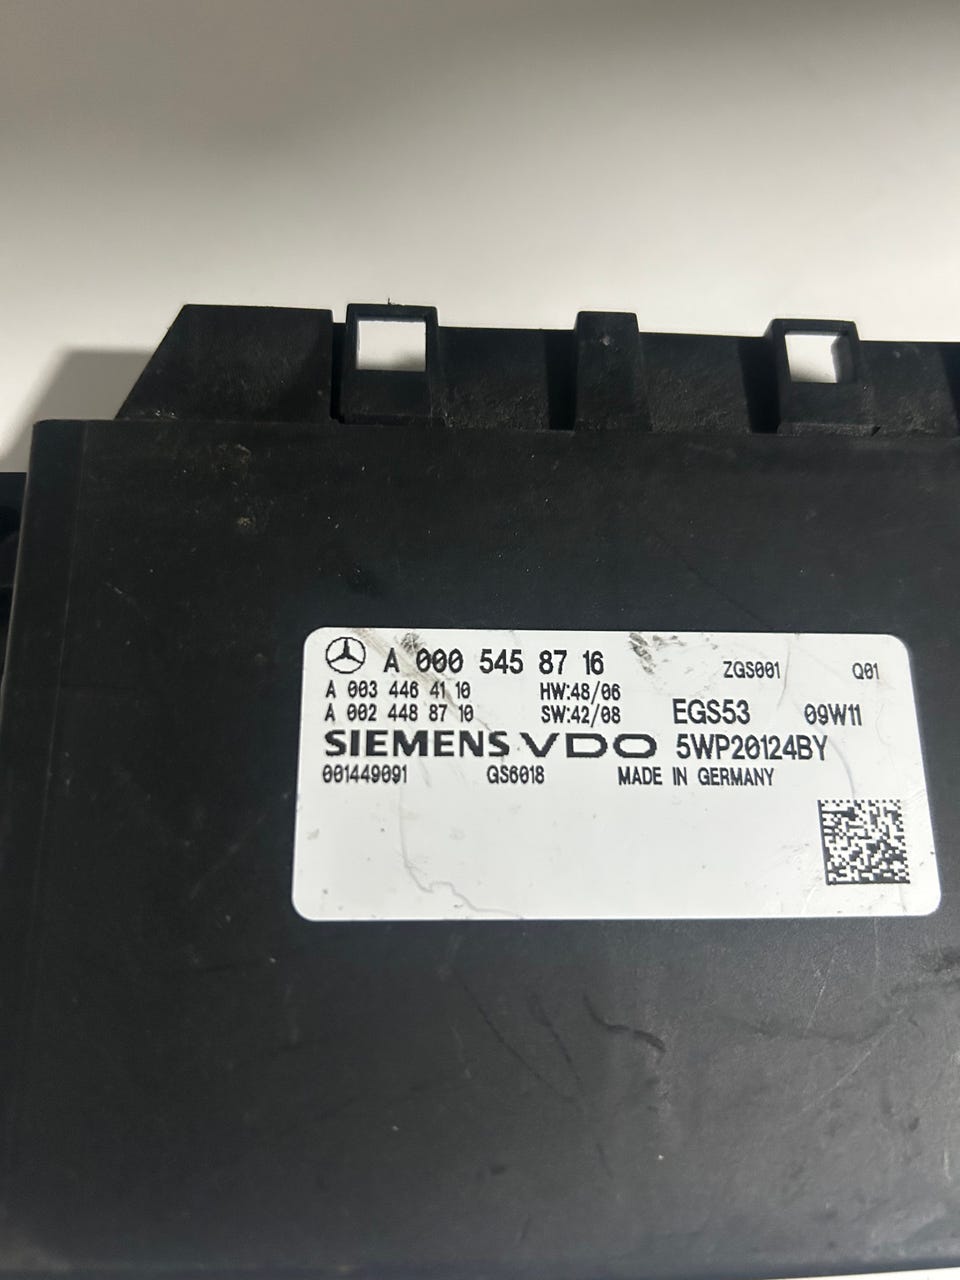 A 000 545 87 16 ZGS001 Q01
A 003 446 41 10 HW:48/06
A 002 448 87 10 SW:42/08 EGS53 09W11
SIEMENS VDO 5WP20124BY
001449091 GS6018 MADE IN GERMANY